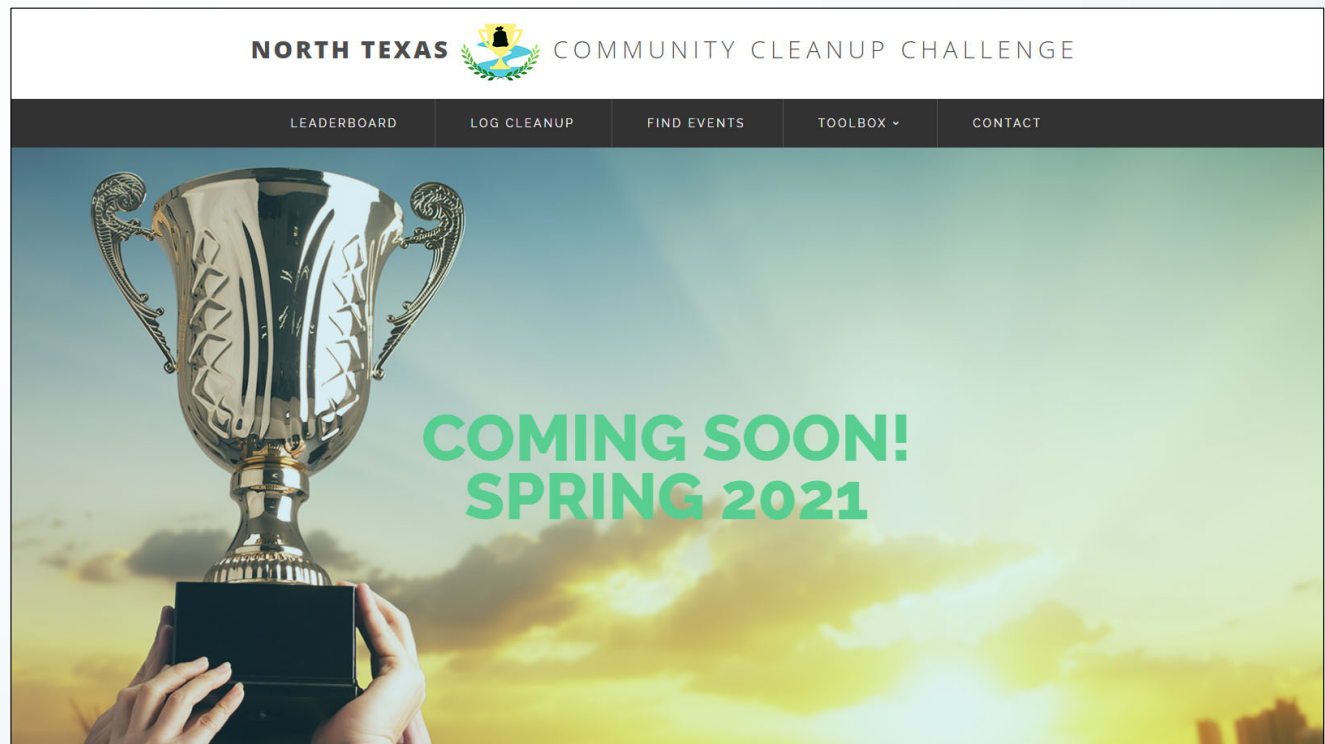 NORTH TEXAS COMMUNITY CLEANUP CHALLENGE
LEADERBOARD LOG CLEANUP FIND EVENTS TOOLBOX CONTACT
COMING SOON!
SPRING 2021